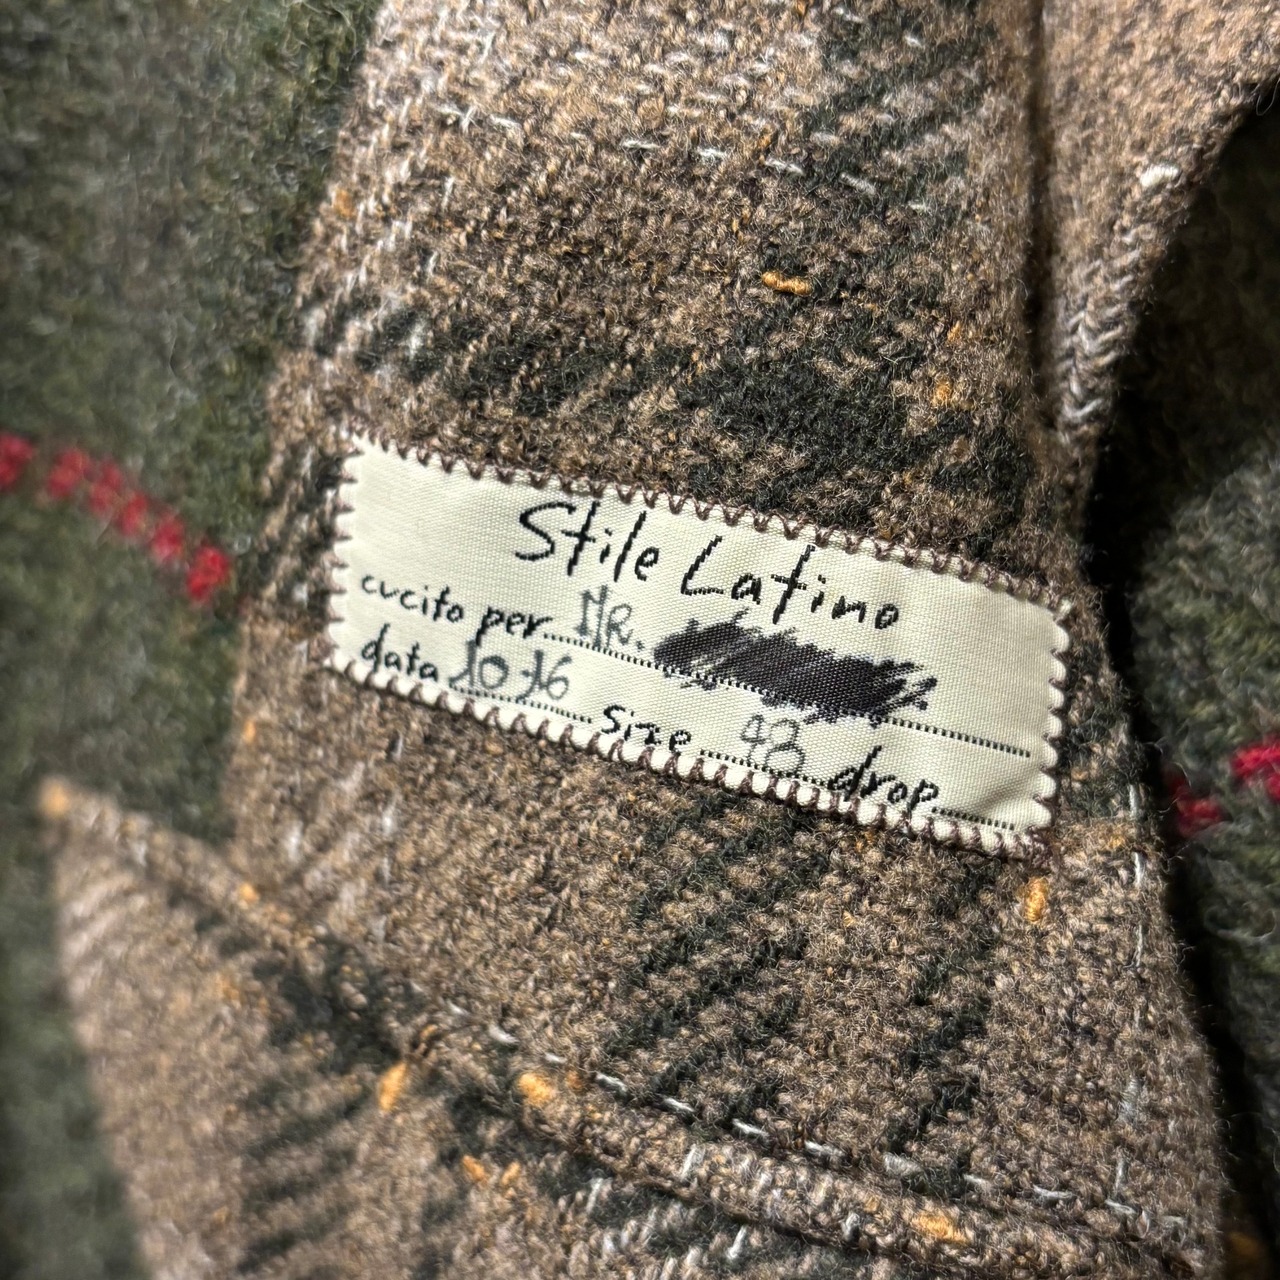 Stile Latino
cucito per MR.
data 10-16 size 48 drop